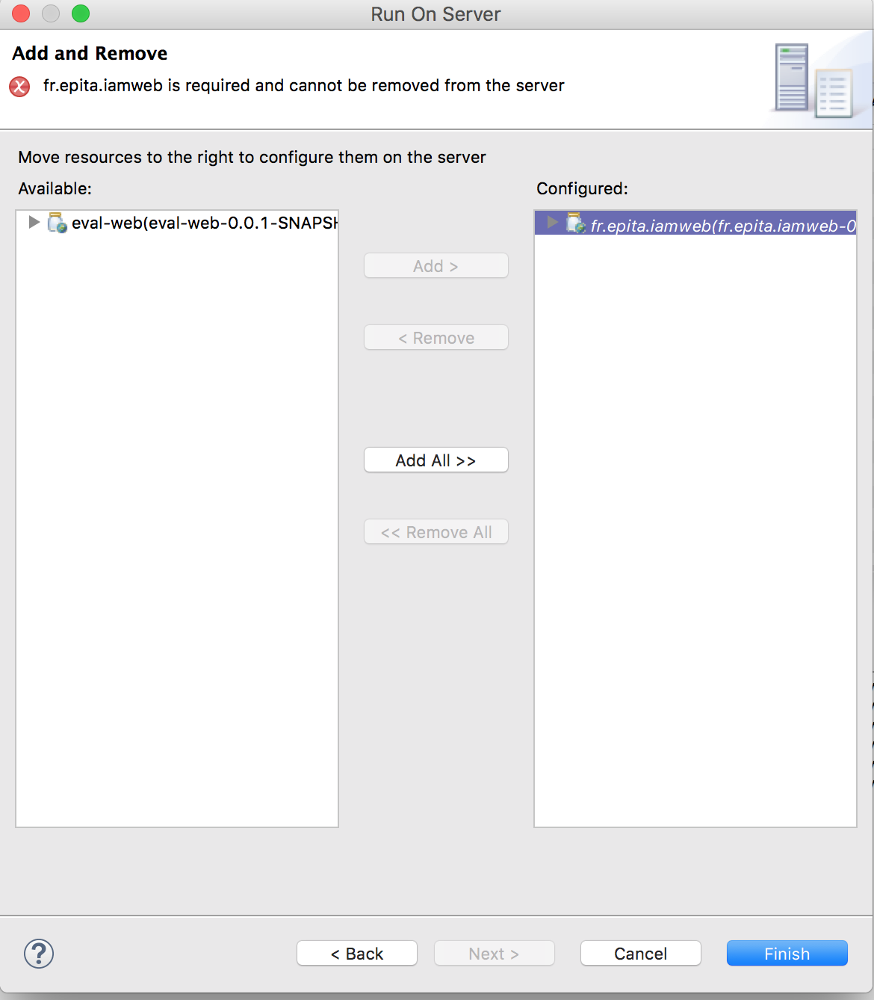 Run On Server
Add and Remove
fr.epita.iamweb is required and cannot be removed from the server
Move resources to the right to configure them on the server
Available:
Configured:
eval-web(eval-web-0.0.1-SNAPSH
fr.epita.iamweb(fr.epita.iamweb-0
Add >
< Remove
Add All >>
<< Remove All
?
< Back
Next >
Cancel
Finish